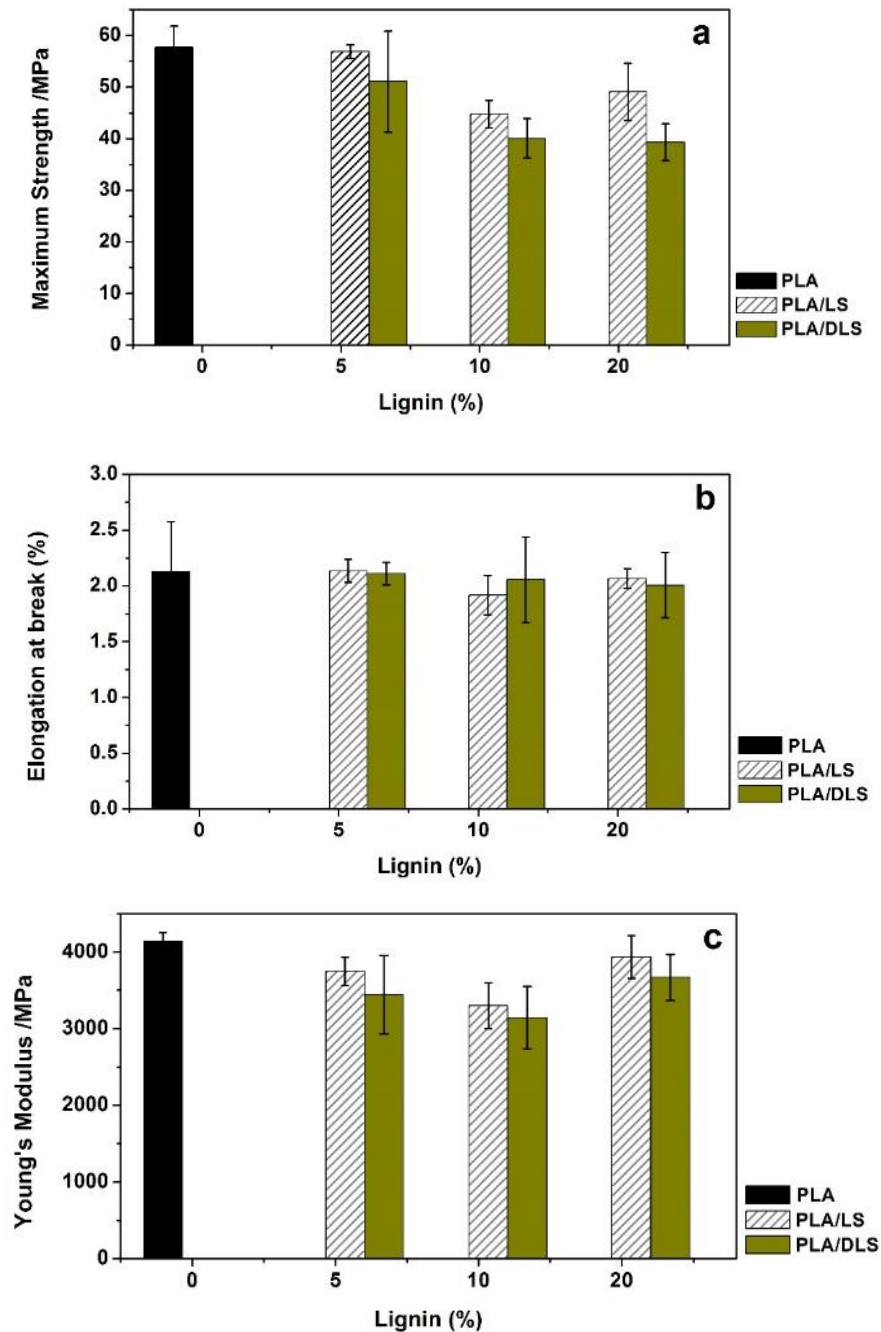 a
Maximum Strength /MPa
60
50
40
30
20
10
0
0 5 10 20
Lignin (%)
PLA
PLA/LS
PLA/DLS
b
Elongation at break (%)
3.0
2.5
2.0
1.5
1.0
0.5
0.0
0 5 10 20
Lignin (%)
PLA
PLA/LS
PLA/DLS
c
Young's Modulus /MPa
4000
3000
2000
1000
0
0 5 10 20
Lignin (%)
PLA
PLA/LS
PLA/DLS